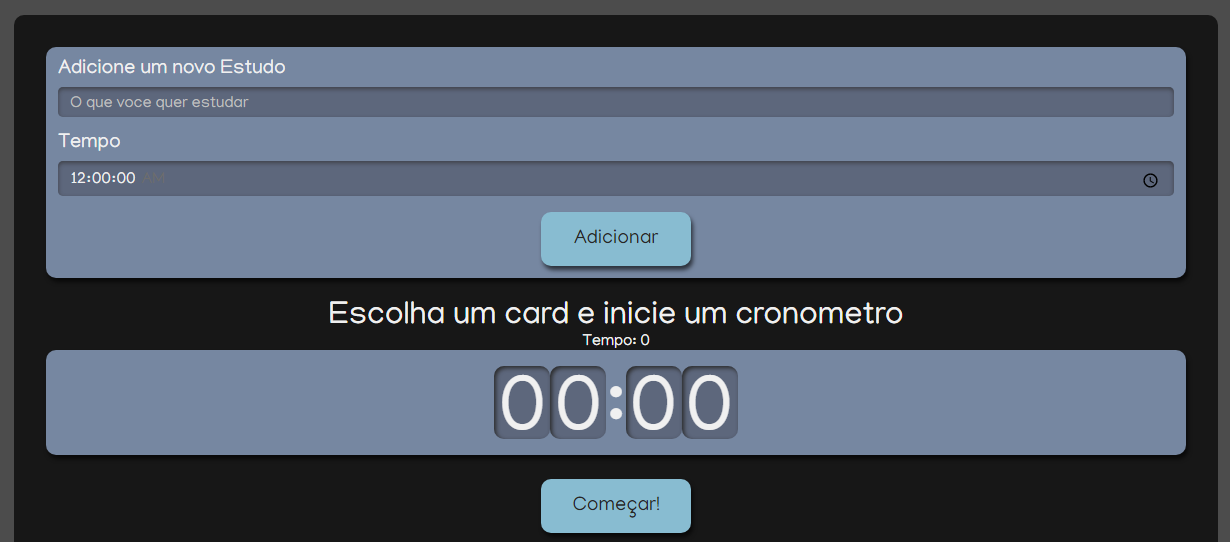 Adicione um novo Estudo
O que voce quer estudar
Tempo
12:00:00 AM
Adicionar
Escolha um card e inicie um cronometro
Tempo: 0
00:00
Começar!